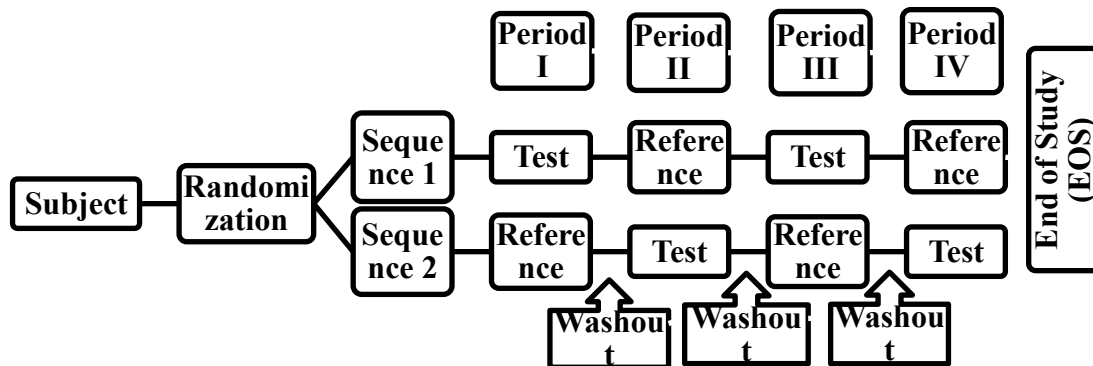 Period
I
Period
II
Period
III
Period
IV
End of Study
(EOS)
Seque
nce 1
Test
Refere
nce
Test
Refere
nce
Subject
Randomi
zation
Seque
nce 2
Refere
nce
Test
Refere
nce
Test
Washou
t
Washou
t
Washou
t